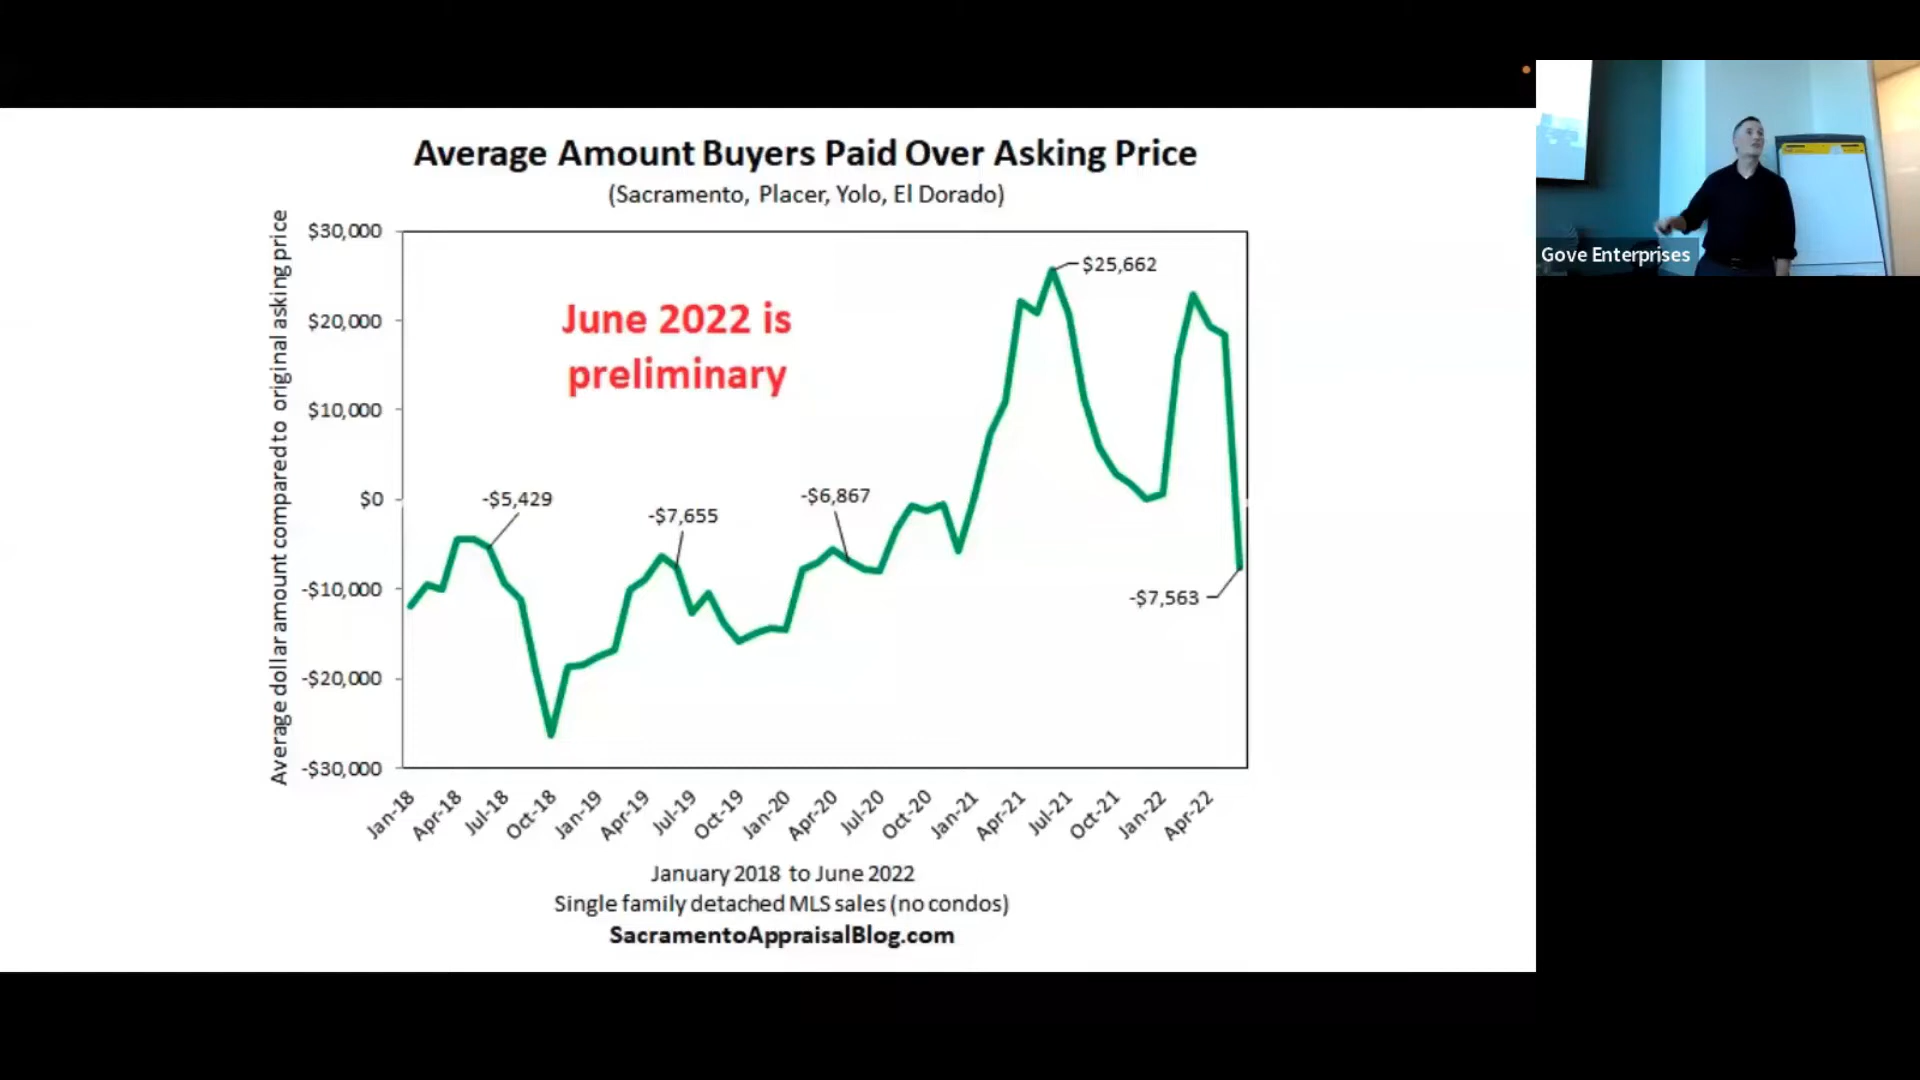 Average Amount Buyers Paid Over Asking Price
(Sacramento, Placer, Yolo, El Dorado)
Average dollar amount compared to original asking price
$30,000
$20,000
$10,000
$0
-$10,000
-$20,000
-$30,000
June 2022 is
preliminary
-$5,429
-$7,655
-$6,867
$25,662
-$7,563
Jan-18
Apr-18
Jul-18
Oct-18
Jan-19
Apr-19
Jul-19
Oct-19
Jan-20
Apr-20
Jul-20
Oct-20
Jan-21
Apr-21
Jul-21
Oct-21
Jan-22
Apr-22
January 2018 to June 2022
Single family detached MLS sales (no condos)
SacramentoAppraisalBlog.com
Gove Enterprises